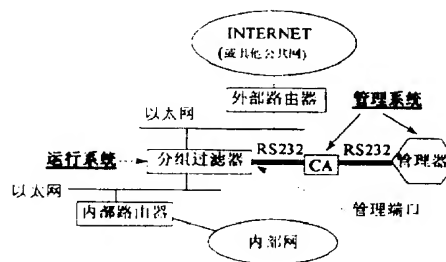 INTERNET
(或其他公共网)
外部路由器
管理系统
以太网
运行系统
分组过滤器
RS232
CA
RS232
管理器
以太网
内部路由器
管理端口
内部网